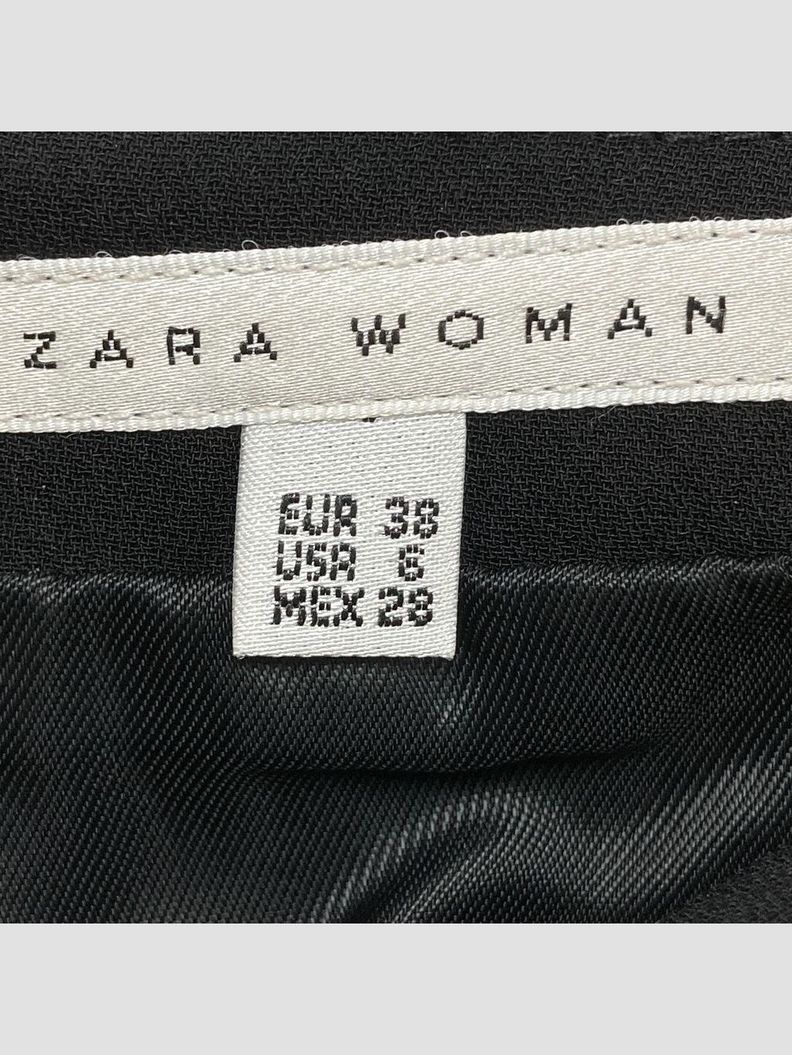 ZARA WOMAN
EUR 38
USA 6
MEX 28